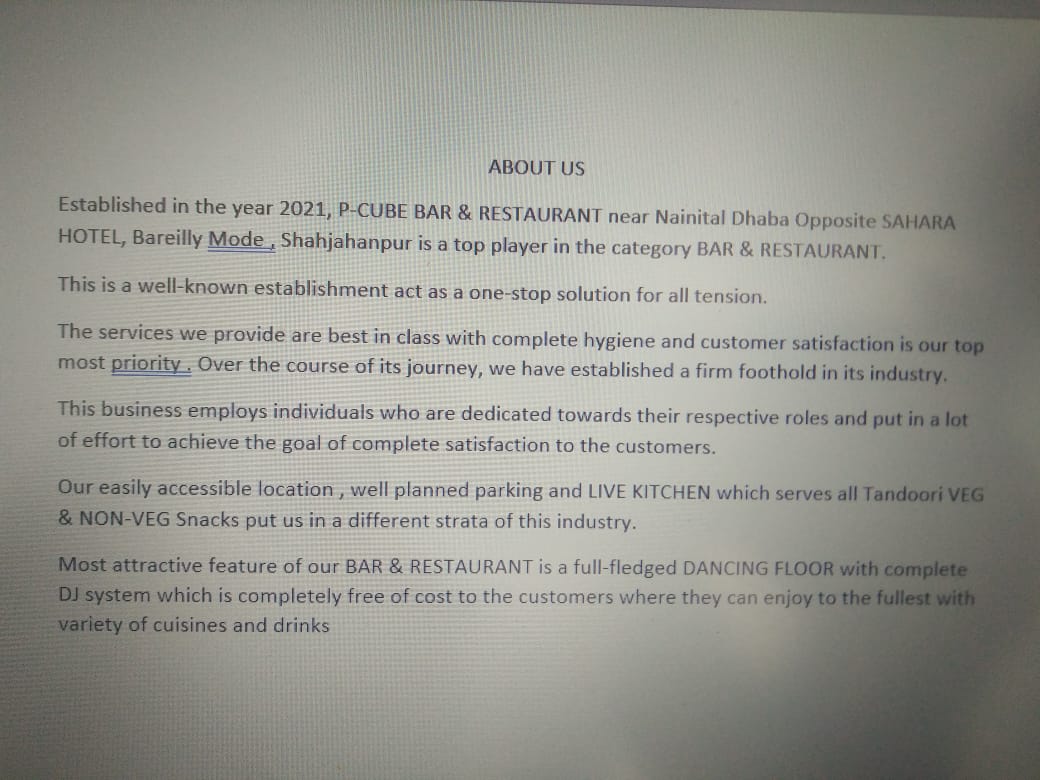 ABOUT US
Established in the year 2021, P-CUBE BAR & RESTAURANT near Nainital Dhaba Opposite SAHARA
HOTEL, Bareilly Mode , Shahjahanpur is a top player in the category BAR & RESTAURANT.
This is a well-known establishment act as a one-stop solution for all tension.
The services we provide are best in class with complete hygiene and customer satisfaction is our top
most priority . Over the course of its journey, we have established a firm foothold in its industry.
This business employs individuals who are dedicated towards their respective roles and put in a lot
of effort to achieve the goal of complete satisfaction to the customers.
Our easily accessible location , well planned parking and LIVE KITCHEN which serves all Tandoori VEG
& NON-VEG Snacks put us in a different strata of this industry.
Most attractive feature of our BAR & RESTAURANT is a full-fledged DANCING FLOOR with complete
DJ system which is completely free of cost to the customers where they can enjoy to the fullest with
variety of cuisines and drinks